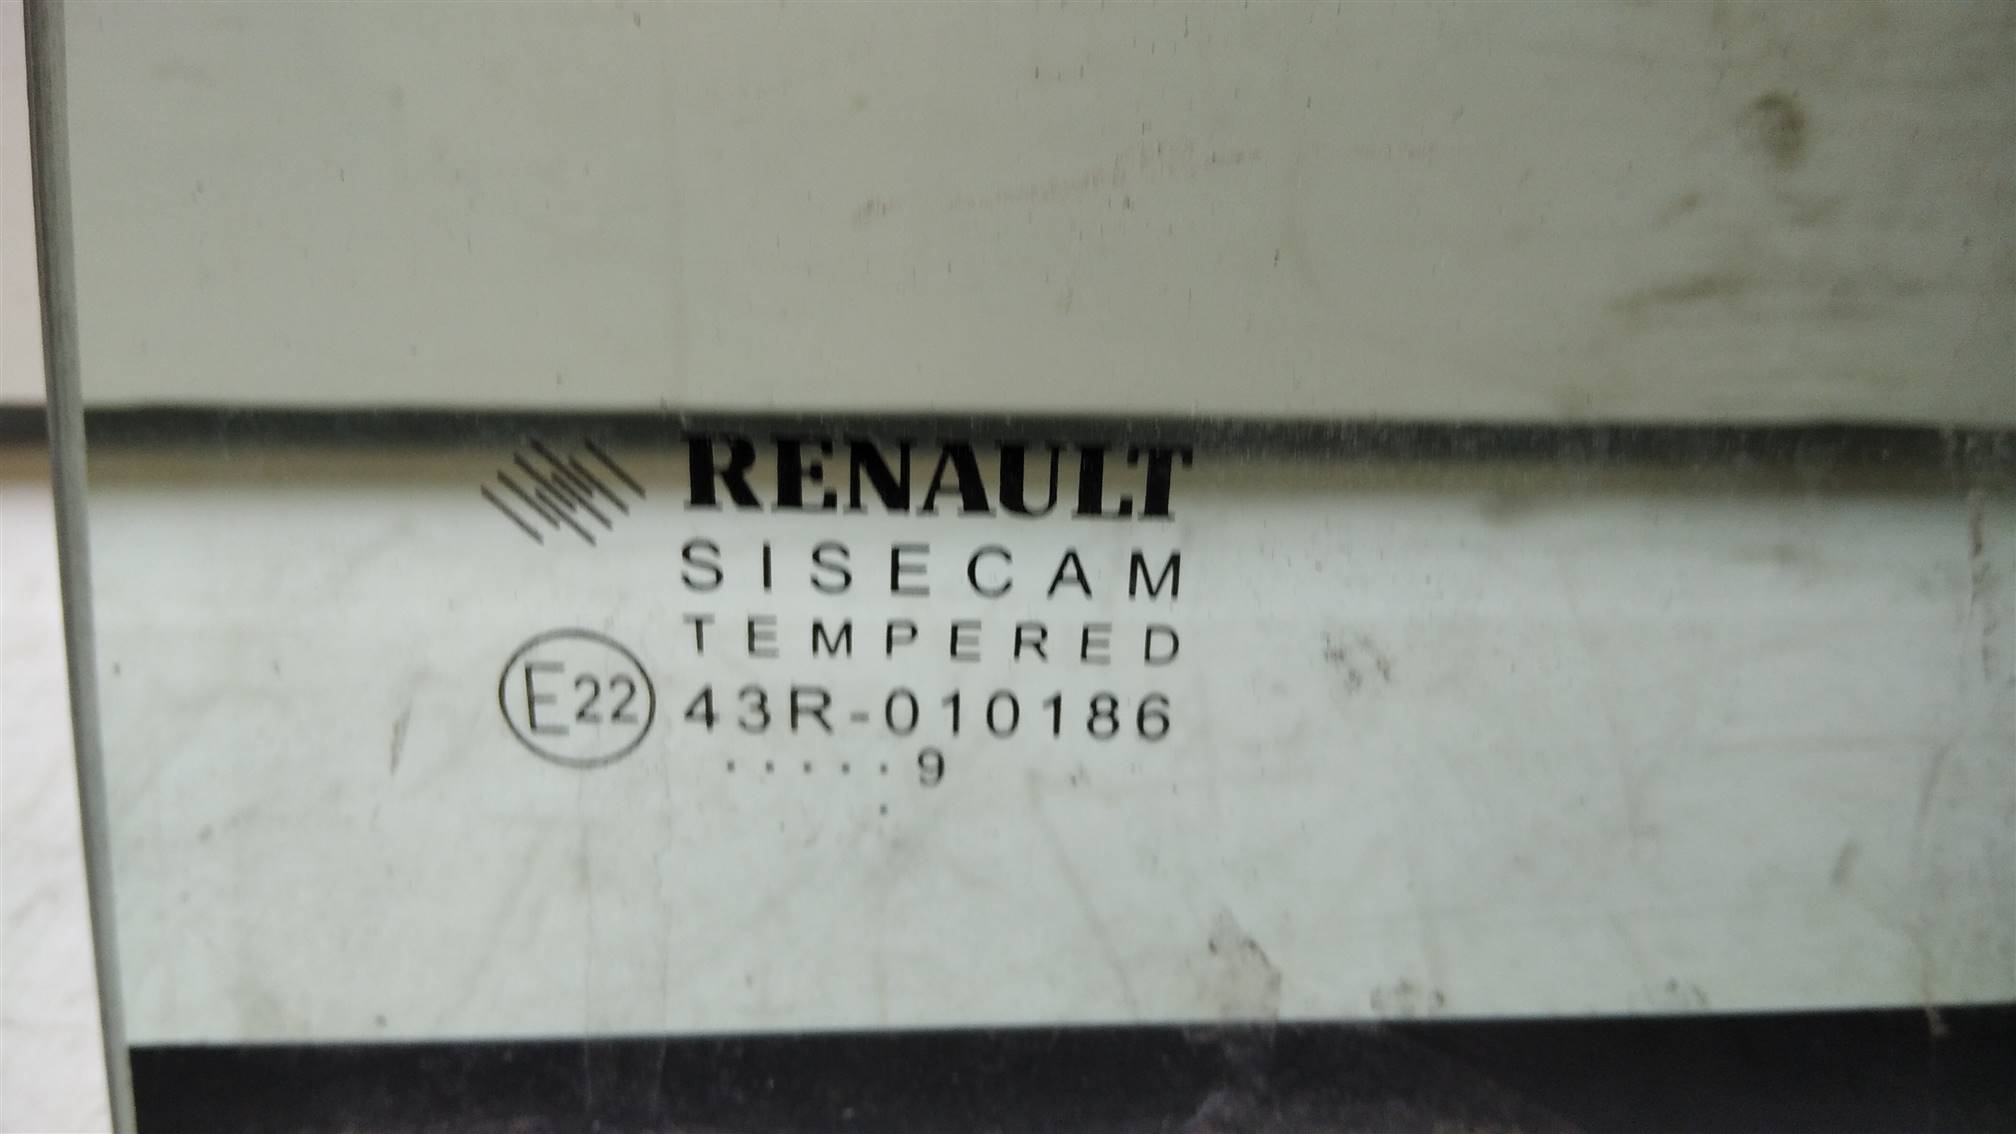 RENAULT
SISECAM
TEMPERED
E22 43R-010186
.....9
.